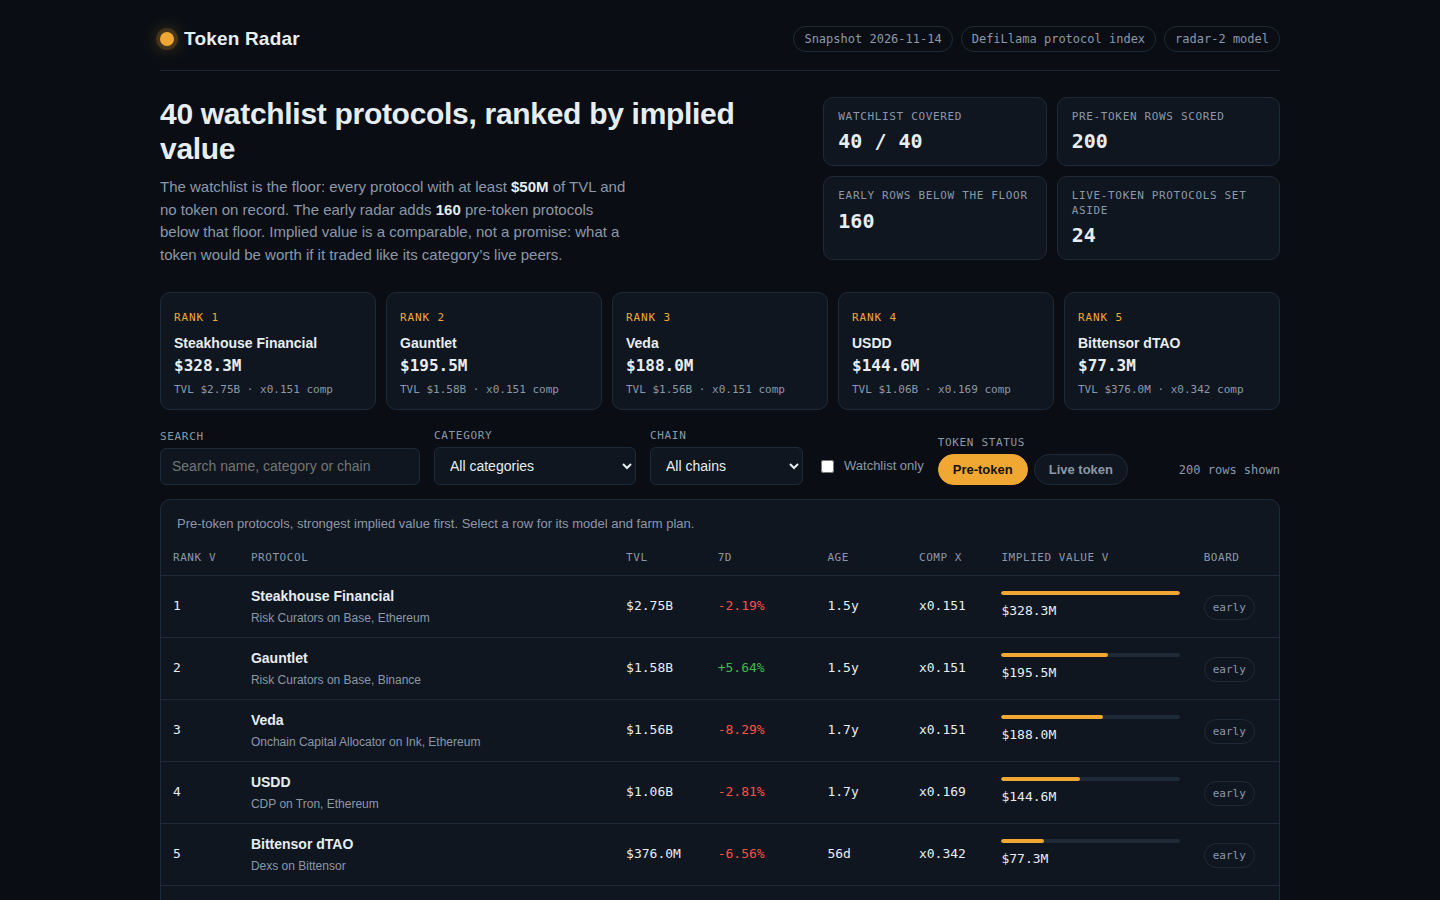 Token Radar
Snapshot 2026-11-14
DefiLlama protocol index
radar-2 model
40 watchlist protocols, ranked by implied
value
The watchlist is the floor: every protocol with at least $50M of TVL and
no token on record. The early radar adds 160 pre-token protocols
below that floor. Implied value is a comparable, not a promise: what a
token would be worth if it traded like its category’s live peers.
WATCHLIST COVERED
40 / 40
PRE-TOKEN ROWS SCORED
200
EARLY ROWS BELOW THE FLOOR
160
LIVE-TOKEN PROTOCOLS SET
ASIDE
24
RANK 1
Steakhouse Financial
$328.3M
TVL $2.75B · x0.151 comp
RANK 2
Gauntlet
$195.5M
TVL $1.58B · x0.151 comp
RANK 3
Veda
$188.0M
TVL $1.56B · x0.151 comp
RANK 4
USDD
$144.6M
TVL $1.06B · x0.169 comp
RANK 5
Bittensor dTAO
$77.3M
TVL $376.0M · x0.342 comp
SEARCH
Search name, category or chain
CATEGORY
All categories
CHAIN
All chains
Watchlist only
TOKEN STATUS
Pre-token
Live token
200 rows shown
Pre-token protocols, strongest implied value first. Select a row for its model and farm plan.
RANK V PROTOCOL TVL 7D AGE COMP X IMPLIED VALUE V BOARD
1 Steakhouse Financial $2.75B -2.19% 1.5y x0.151 $328.3M early
Risk Curators on Base, Ethereum
2 Gauntlet $1.58B +5.64% 1.5y x0.151 $195.5M early
Risk Curators on Base, Binance
3 Veda $1.56B -8.29% 1.7y x0.151 $188.0M early
Onchain Capital Allocator on Ink, Ethereum
4 USDD $1.06B -2.81% 1.7y x0.169 $144.6M early
CDP on Tron, Ethereum
5 Bittensor dTAO $376.0M -6.56% 56d x0.342 $77.3M early
Dexs on Bittensor